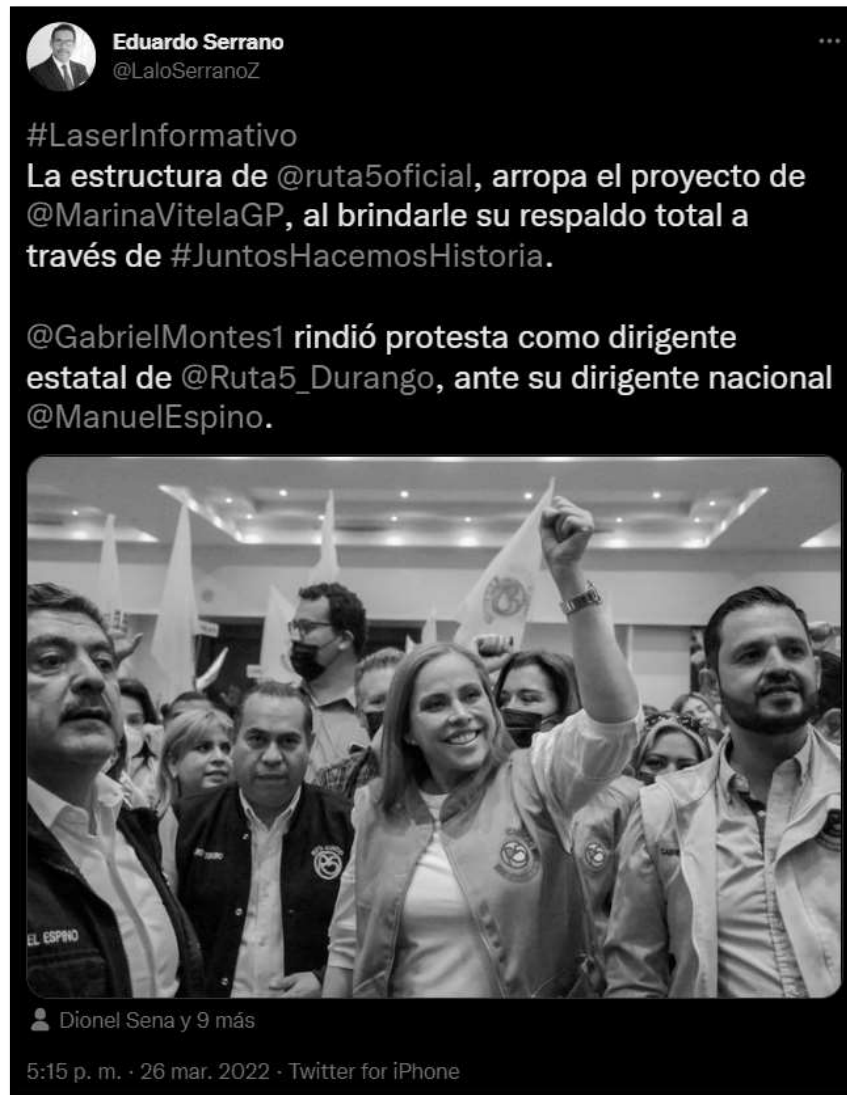 Eduardo Serrano
@LaloSerranoZ
#LaserInformativo
La estructura de @ruta5oficial, arropa el proyecto de
@MarinaVitelaGP, al brindarle su respaldo total a
través de #JuntosHacemosHistoria.
@GabrielMontes1 rindió protesta como dirigente
estatal de @Ruta5_Durango, ante su dirigente nacional
@ManuelEspino.
EL ESPINO
Dionel Sena y 9 más
5:15 p. m. · 26 mar. 2022 · Twitter for iPhone